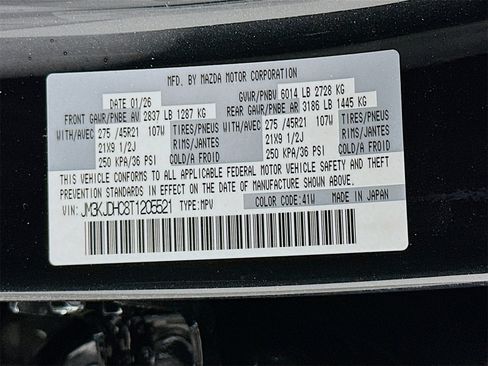 MFD. BY MAZDA MOTOR CORPORATION
DATE 01/26 GVWR/PNBV 6014 LB 2728 KG
FRONT GAWR/PNBE AV 2837 LB 1287 KG REAR GAWR/PNBE AR 3186 LB 1445 KG
WITH/AVEC 275 /45R21 107W TIRES/PNEUS WITH/AVEC 275 /45R21 107W TIRES/PNEUS
21X9 1/2J RIMS/JANTES 21X9 1/2J RIMS/JANTES
250 KPA/36 PSI COLD/A FROID 250 KPA/36 PSI COLD/A FROID
THIS VEHICLE CONFORMS TO ALL APPLICABLE FEDERAL MOTOR VEHICLE SAFETY AND THEFT
PREVENTION STANDARDS IN EFFECT ON THE DATE OF MANUFACTURE SHOWN ABOVE.
VIN: JM3KJDHC8T1205521 TYPE:MPV COLOR CODE:41W MADE IN JAPAN